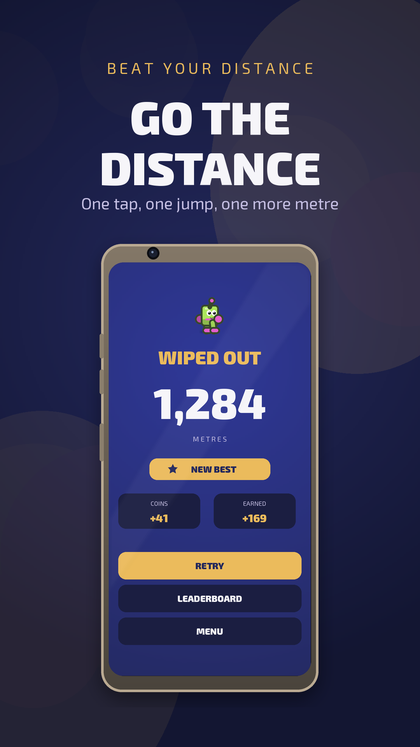 BEAT YOUR DISTANCE
GO THE
DISTANCE
One tap, one jump, one more metre
WIPED OUT
1,284
METRES
NEW BEST
COINS EARNED
+41 +169
RETRY
LEADERBOARD
MENU